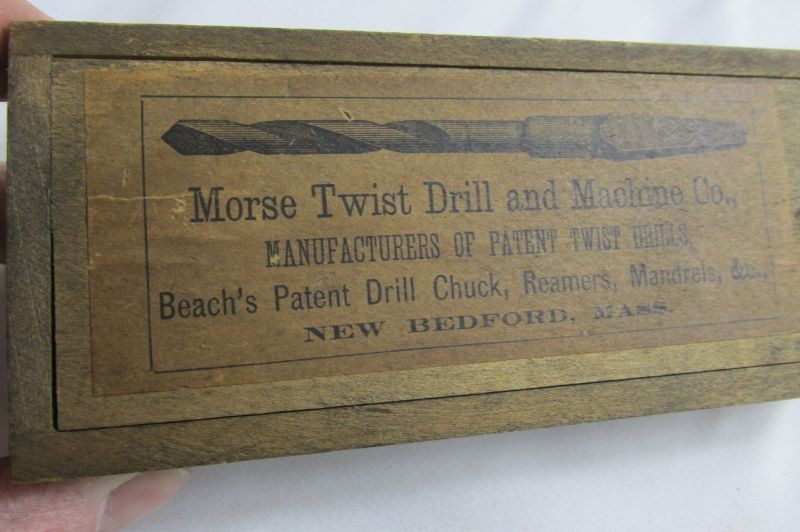 Morse Twist Drill and Machine Co.,
MANUFACTURERS OF PATENT TWIST DRILLS,
Beach's Patent Drill Chuck, Reamers, Mandrels, &c.,
NEW BEDFORD, MASS.